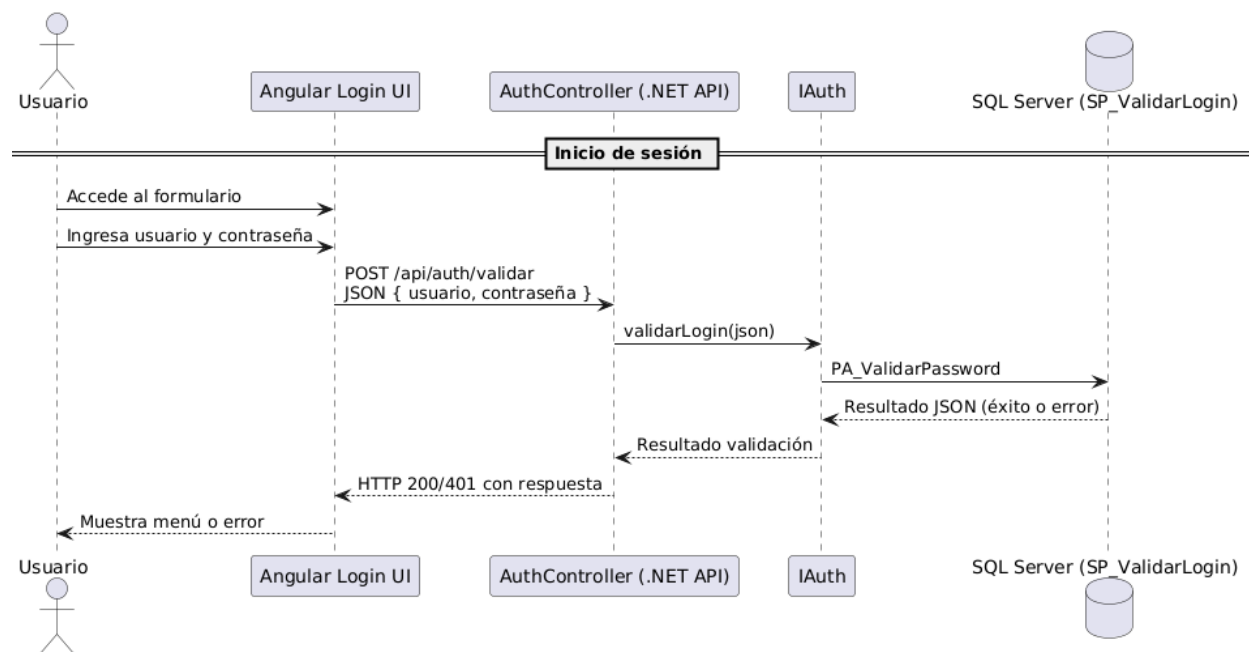 Usuario
Angular Login UI
AuthController (.NET API)
IAuth
SQL Server (SP_ValidarLogin)
Inicio de sesión
Accede al formulario
Ingresa usuario y contraseña
POST /api/auth/validar
JSON { usuario, contraseña }
validarLogin(json)
PA_ValidarPassword
Resultado JSON (éxito o error)
Resultado validación
HTTP 200/401 con respuesta
Muestra menú o error
Usuario
Angular Login UI
AuthController (.NET API)
IAuth
SQL Server (SP_ValidarLogin)